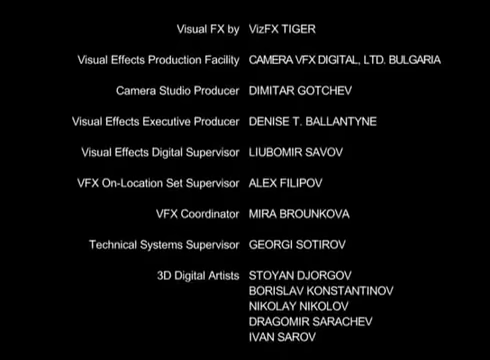 Visual FX by VizFX TIGER
Visual Effects Production Facility CAMERA VFX DIGITAL, LTD. BULGARIA
Camera Studio Producer DIMITAR GOTCHEV
Visual Effects Executive Producer DENISE T. BALLANTYNE
Visual Effects Digital Supervisor LIUBOMIR SAVOV
VFX On-Location Set Supervisor ALEX FILIPOV
VFX Coordinator MIRA BROUNKOVA
Technical Systems Supervisor GEORGI SOTIROV
3D Digital Artists STOYAN DJORGOV
BORISLAV KONSTANTINOV
NIKOLAY NIKOLOV
DRAGOMIR SARACHEV
IVAN SAROV